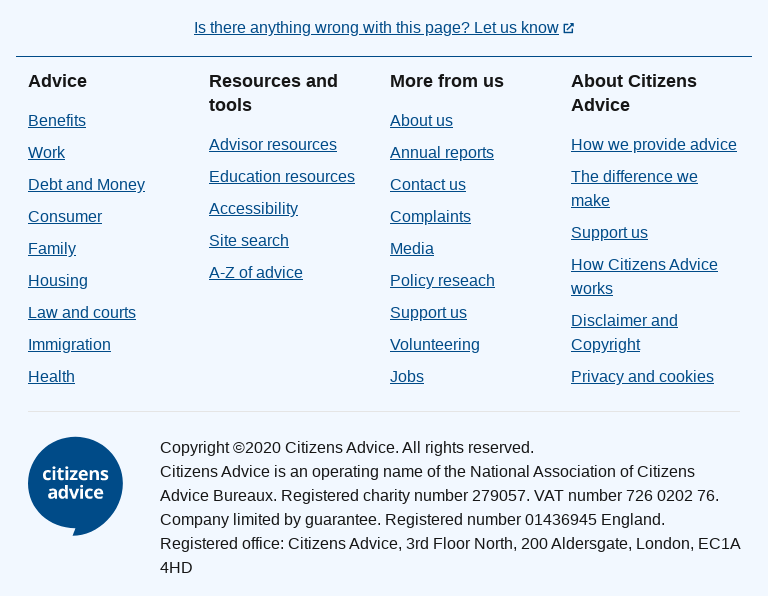 Is there anything wrong with this page? Let us know
Advice
Benefits
Work
Debt and Money
Consumer
Family
Housing
Law and courts
Immigration
Health
Resources and
tools
Advisor resources
Education resources
Accessibility
Site search
A-Z of advice
More from us
About us
Annual reports
Contact us
Complaints
Media
Policy reseach
Support us
Volunteering
Jobs
About Citizens
Advice
How we provide advice
The difference we
make
Support us
How Citizens Advice
works
Disclaimer and
Copyright
Privacy and cookies
citizens
advice
Copyright ©2020 Citizens Advice. All rights reserved.
Citizens Advice is an operating name of the National Association of Citizens
Advice Bureaux. Registered charity number 279057. VAT number 726 0202 76.
Company limited by guarantee. Registered number 01436945 England.
Registered office: Citizens Advice, 3rd Floor North, 200 Aldersgate, London, EC1A
4HD